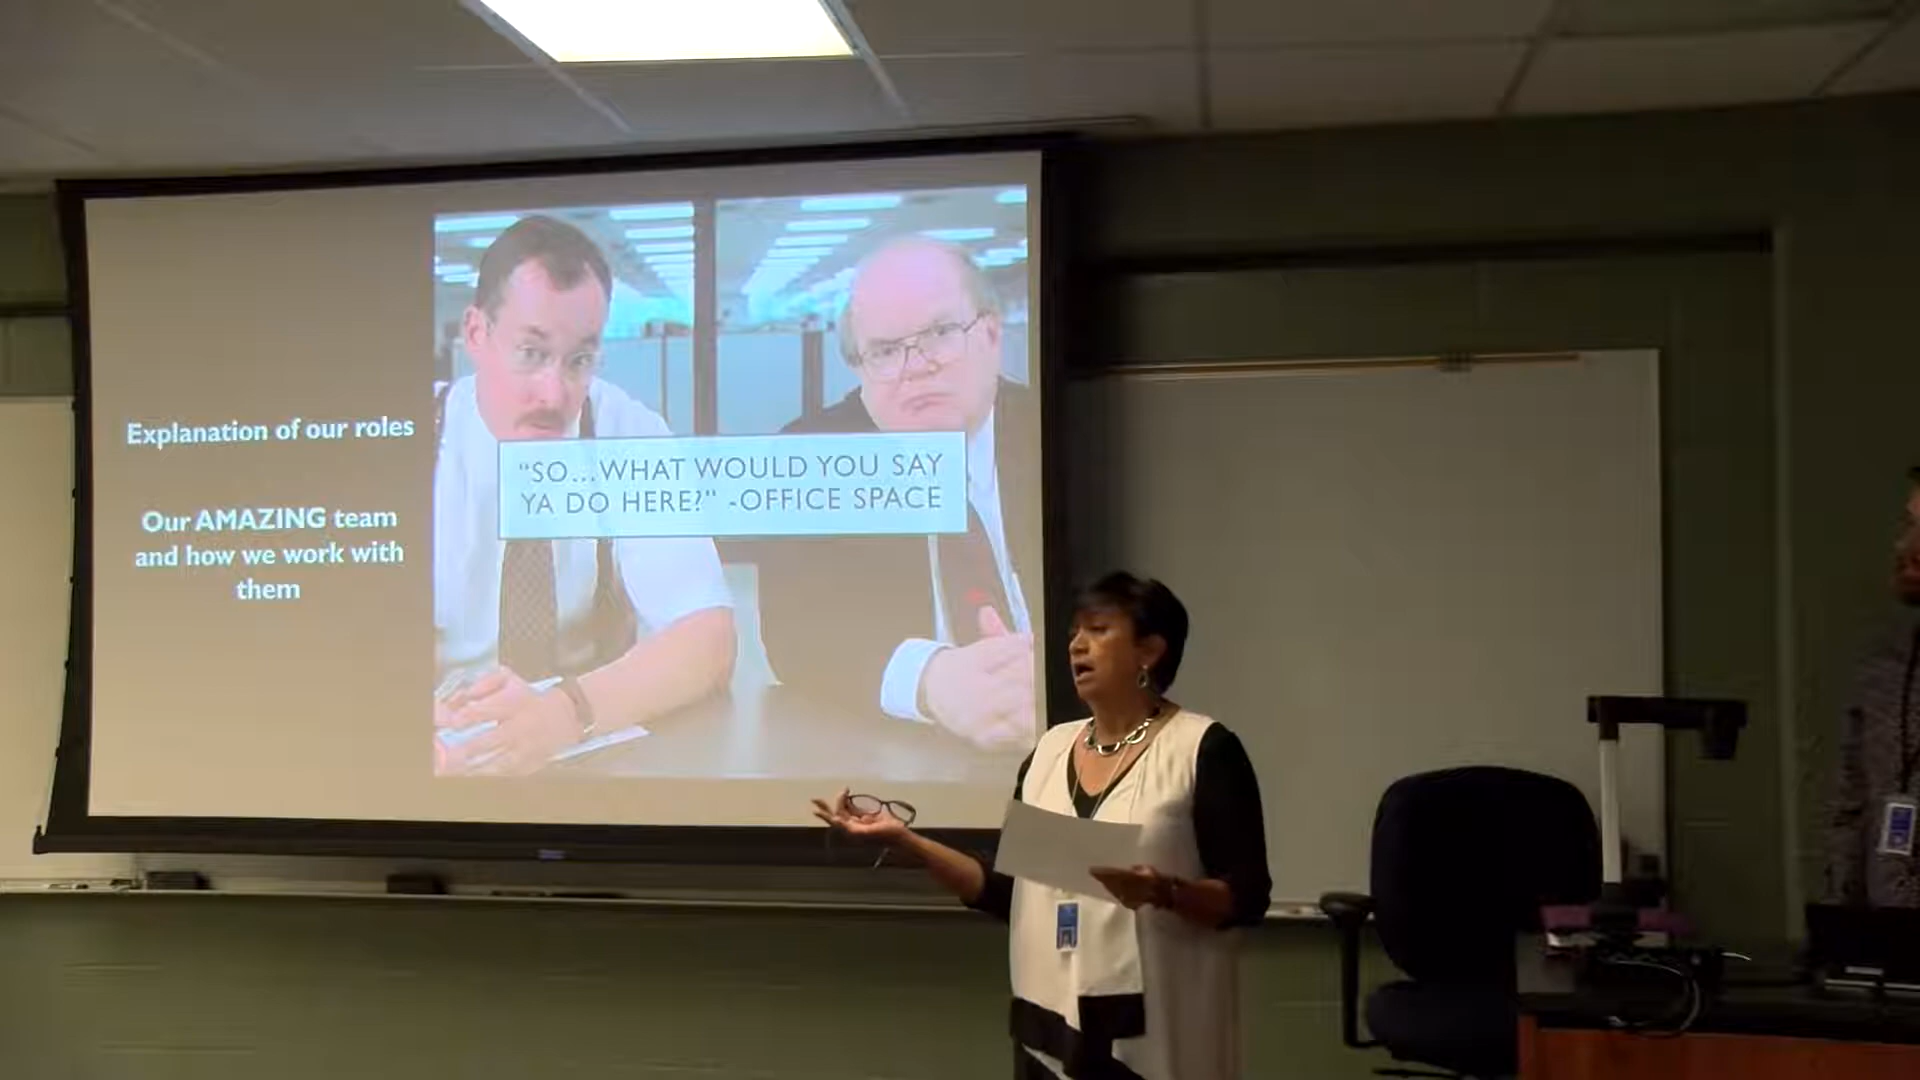 Explanation of our roles
Our AMAZING team
and how we work with
them
"SO...WHAT WOULD YOU SAY
YA DO HERE?" -OFFICE SPACE